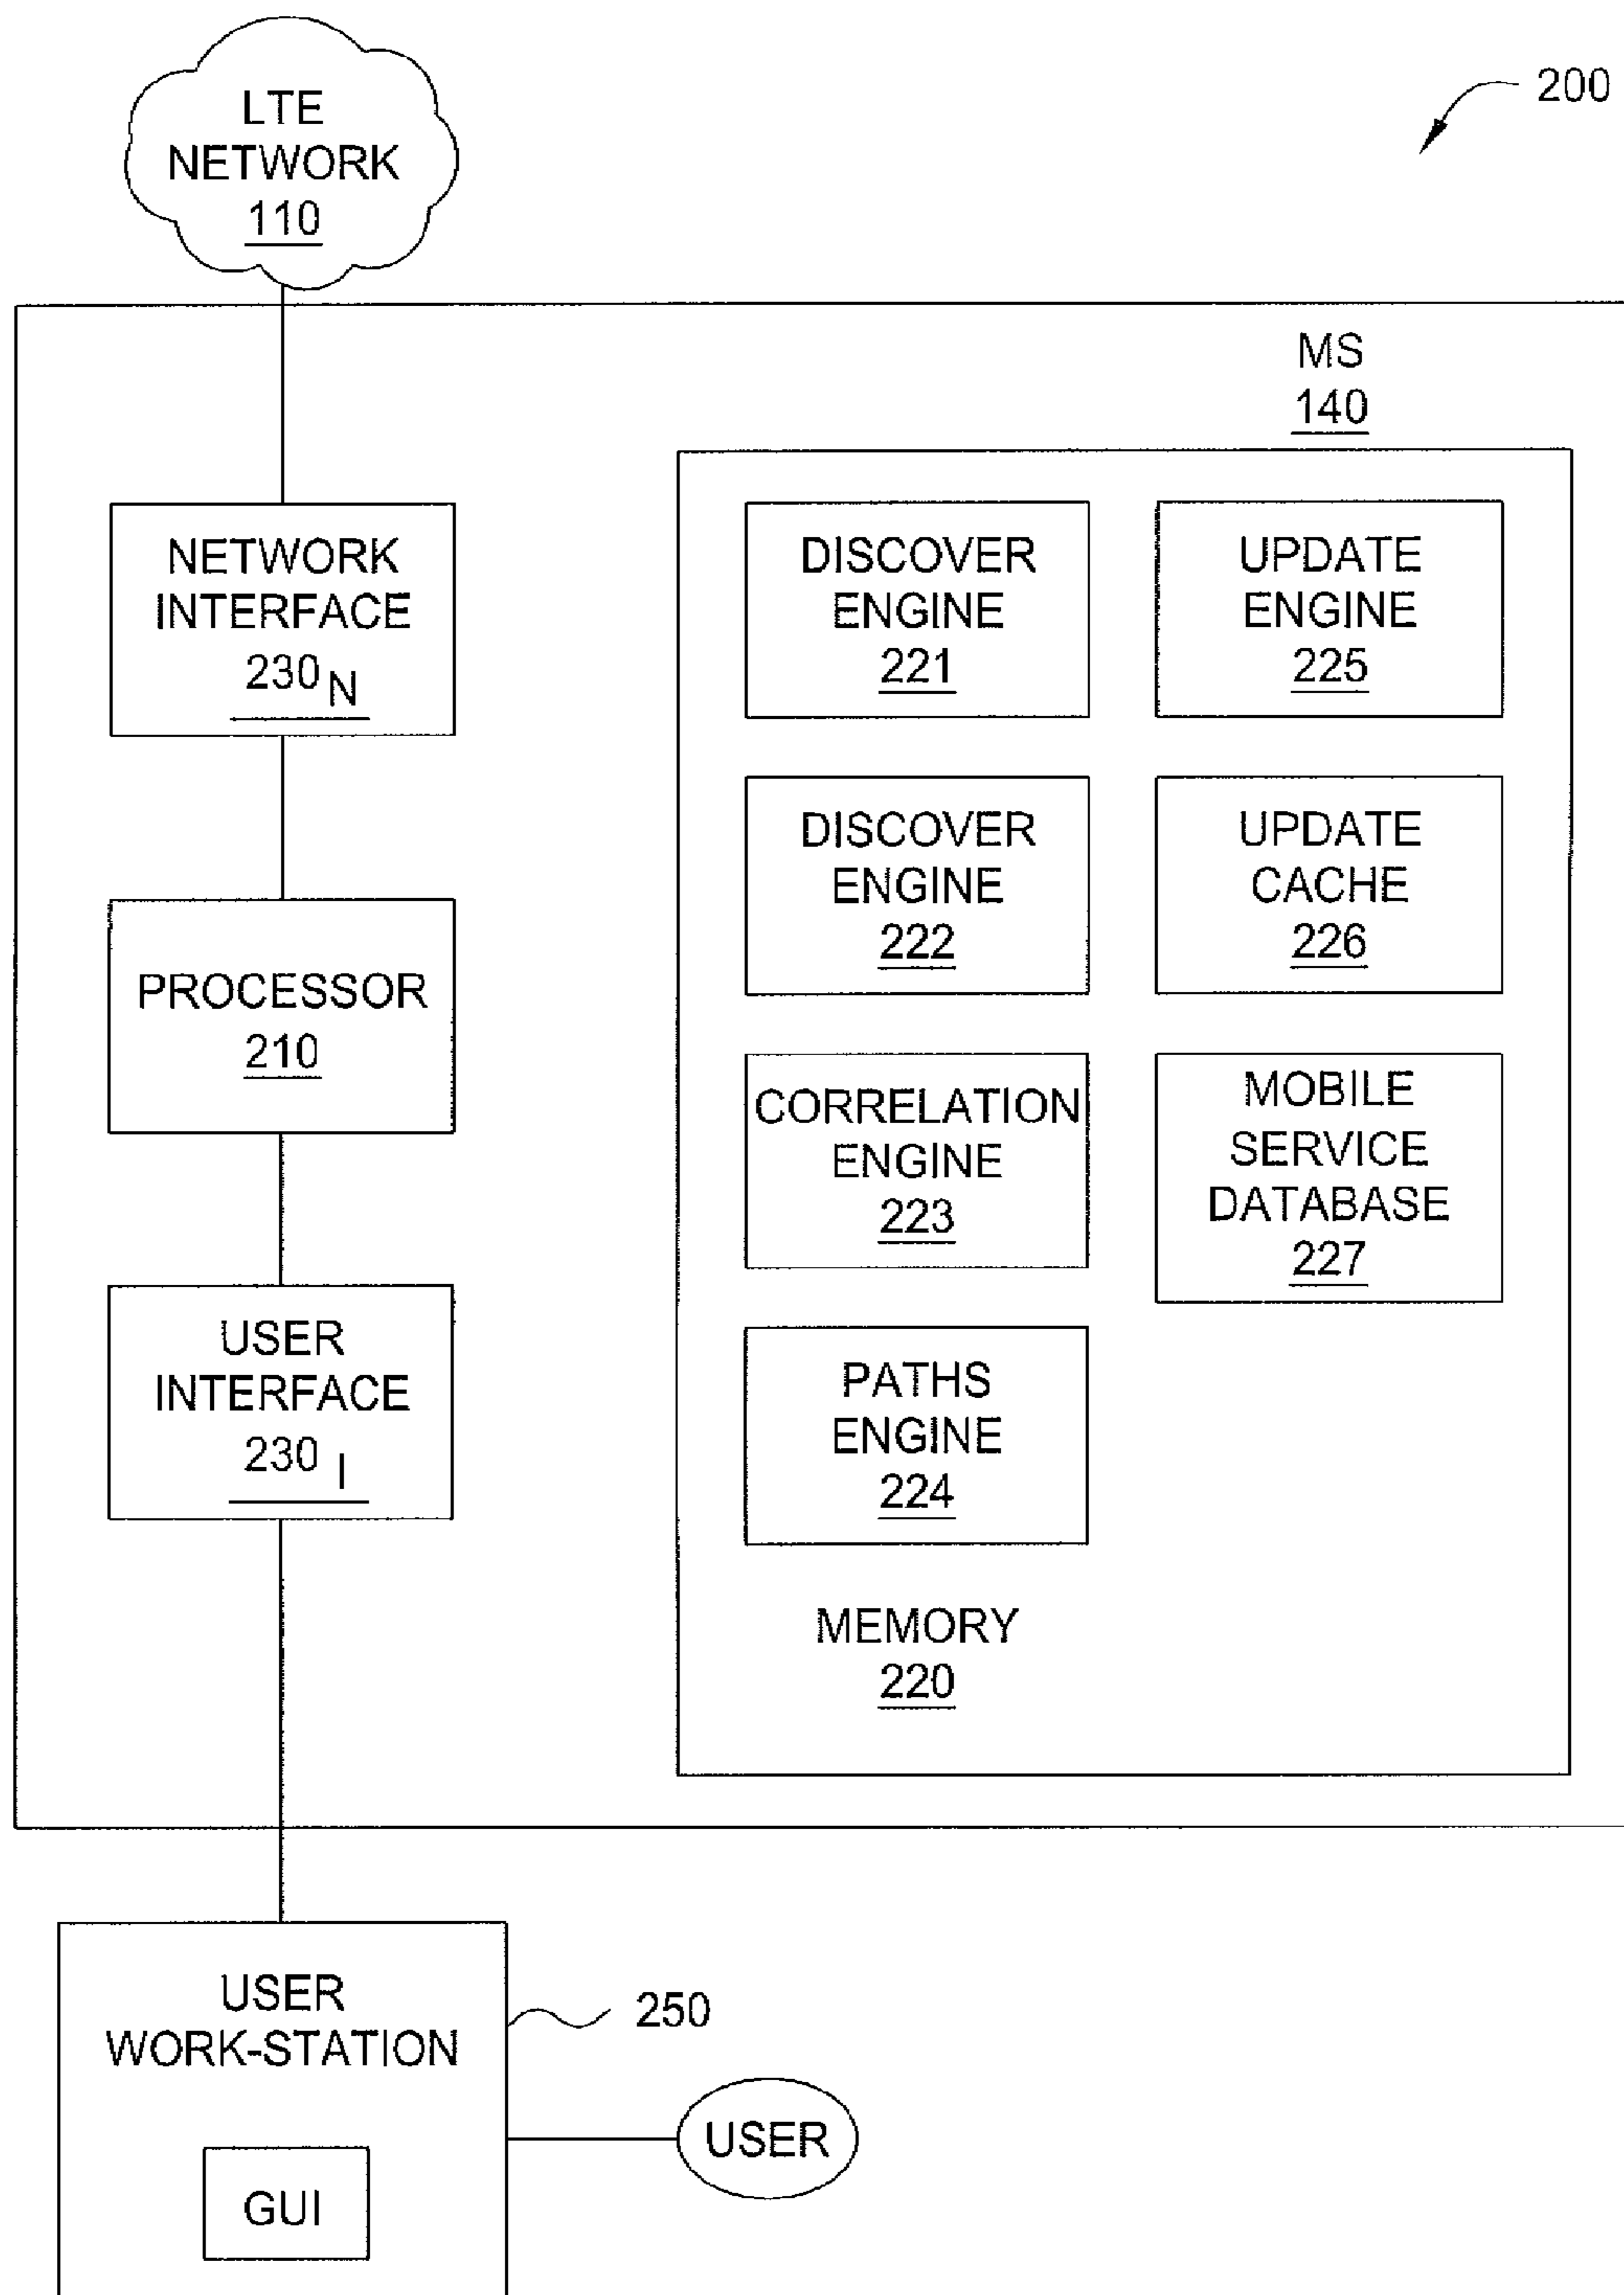 LTE
NETWORK
110
200
MS
140
NETWORK
INTERFACE
230 N
PROCESSOR
210
USER
INTERFACE
230 I
DISCOVER
ENGINE
221
UPDATE
ENGINE
225
DISCOVER
ENGINE
222
UPDATE
CACHE
226
CORRELATION
ENGINE
223
MOBILE
SERVICE
DATABASE
227
PATHS
ENGINE
224
MEMORY
220
USER
WORK-STATION
250
GUI
USER